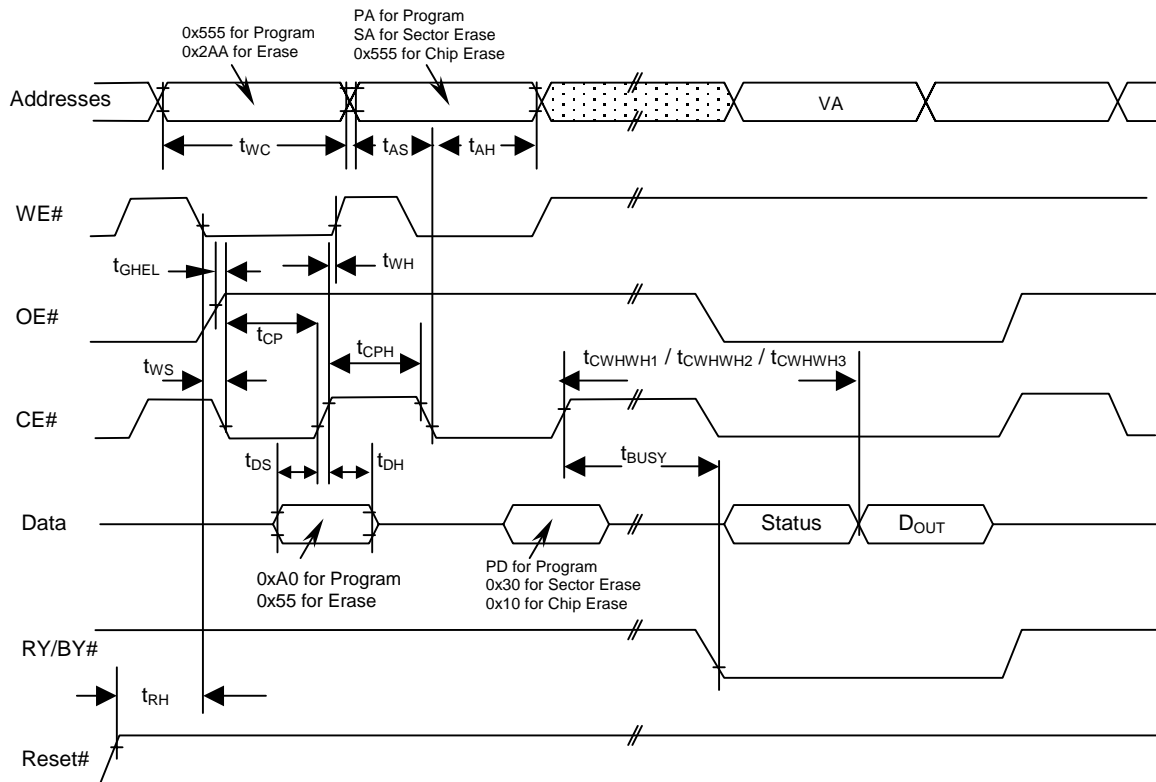 0x555 for Program
0x2AA for Erase
PA for Program
SA for Sector Erase
0x555 for Chip Erase
Addresses
VA
tWC
tAS
tAH
WE#
tGHEL
tWH
OE#
tCP
tCPH
tWS
tCWHWH1 / tCWHWH2 / tCWHWH3
CE#
tDS
tDH
tBUSY
Data
Status
DOUT
0xA0 for Program
0x55 for Erase
PD for Program
0x30 for Sector Erase
0x10 for Chip Erase
RY/BY#
tRH
Reset#